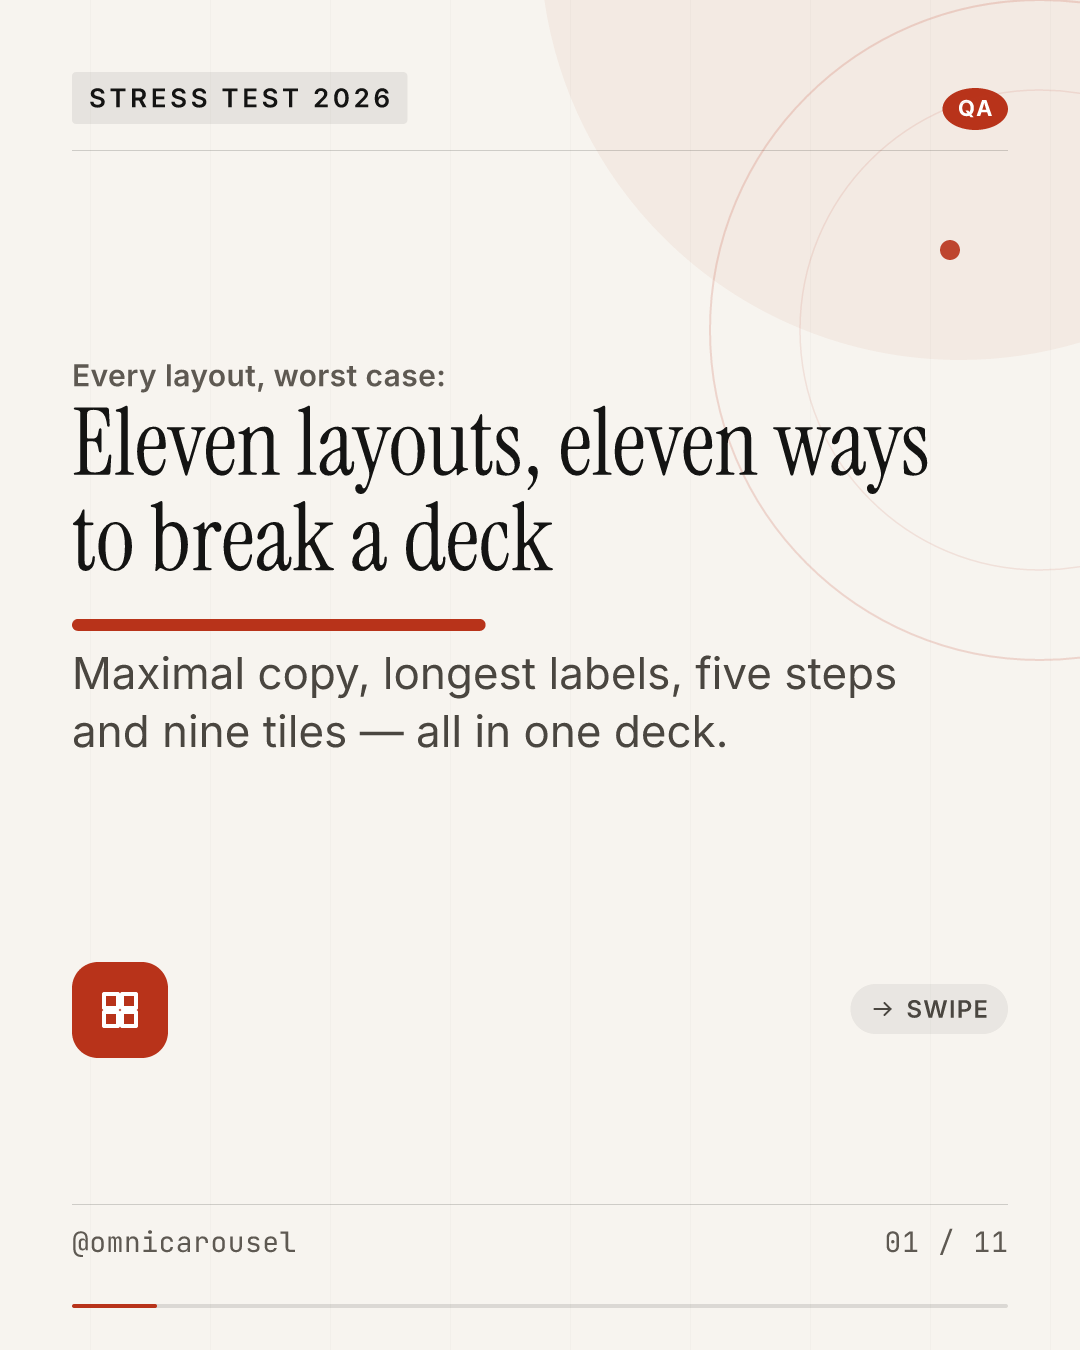 STRESS TEST 2026
QA
Every layout, worst case:
Eleven layouts, eleven ways
to break a deck
Maximal copy, longest labels, five steps
and nine tiles — all in one deck.
→ SWIPE
@omnicarousel
01 / 11